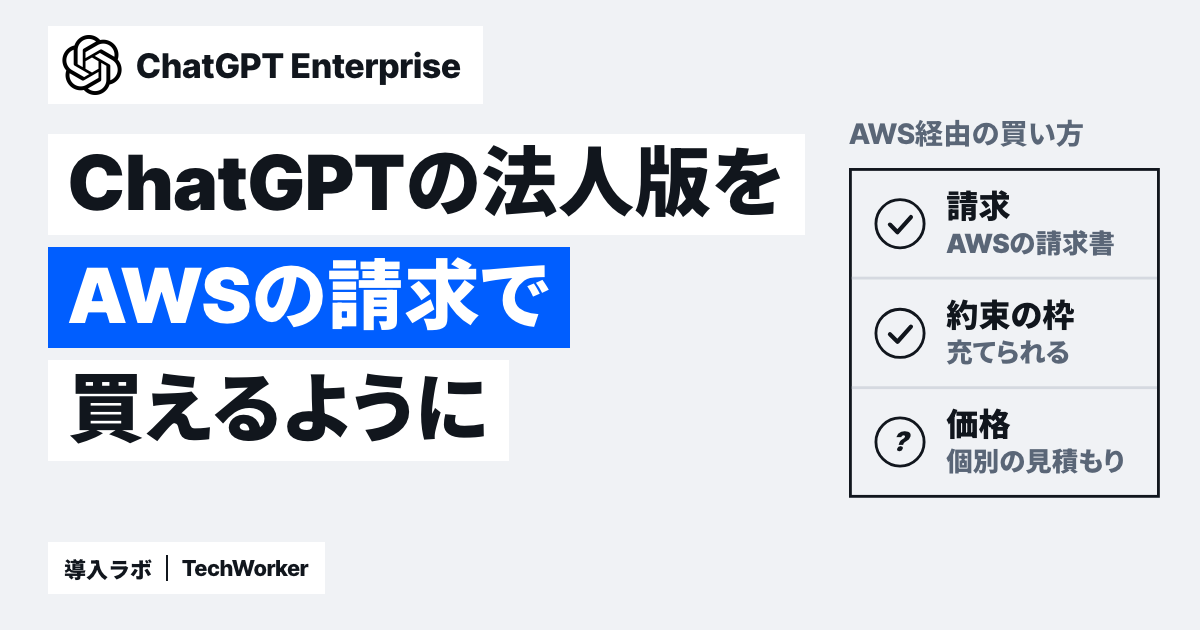 ChatGPT Enterprise
ChatGPTの法人版を
AWSの請求で
買えるように
AWS経由の買い方
請求
AWSの請求書
約束の枠
充てられる
?
価格
個別の見積もり
導入ラボ | TechWorker